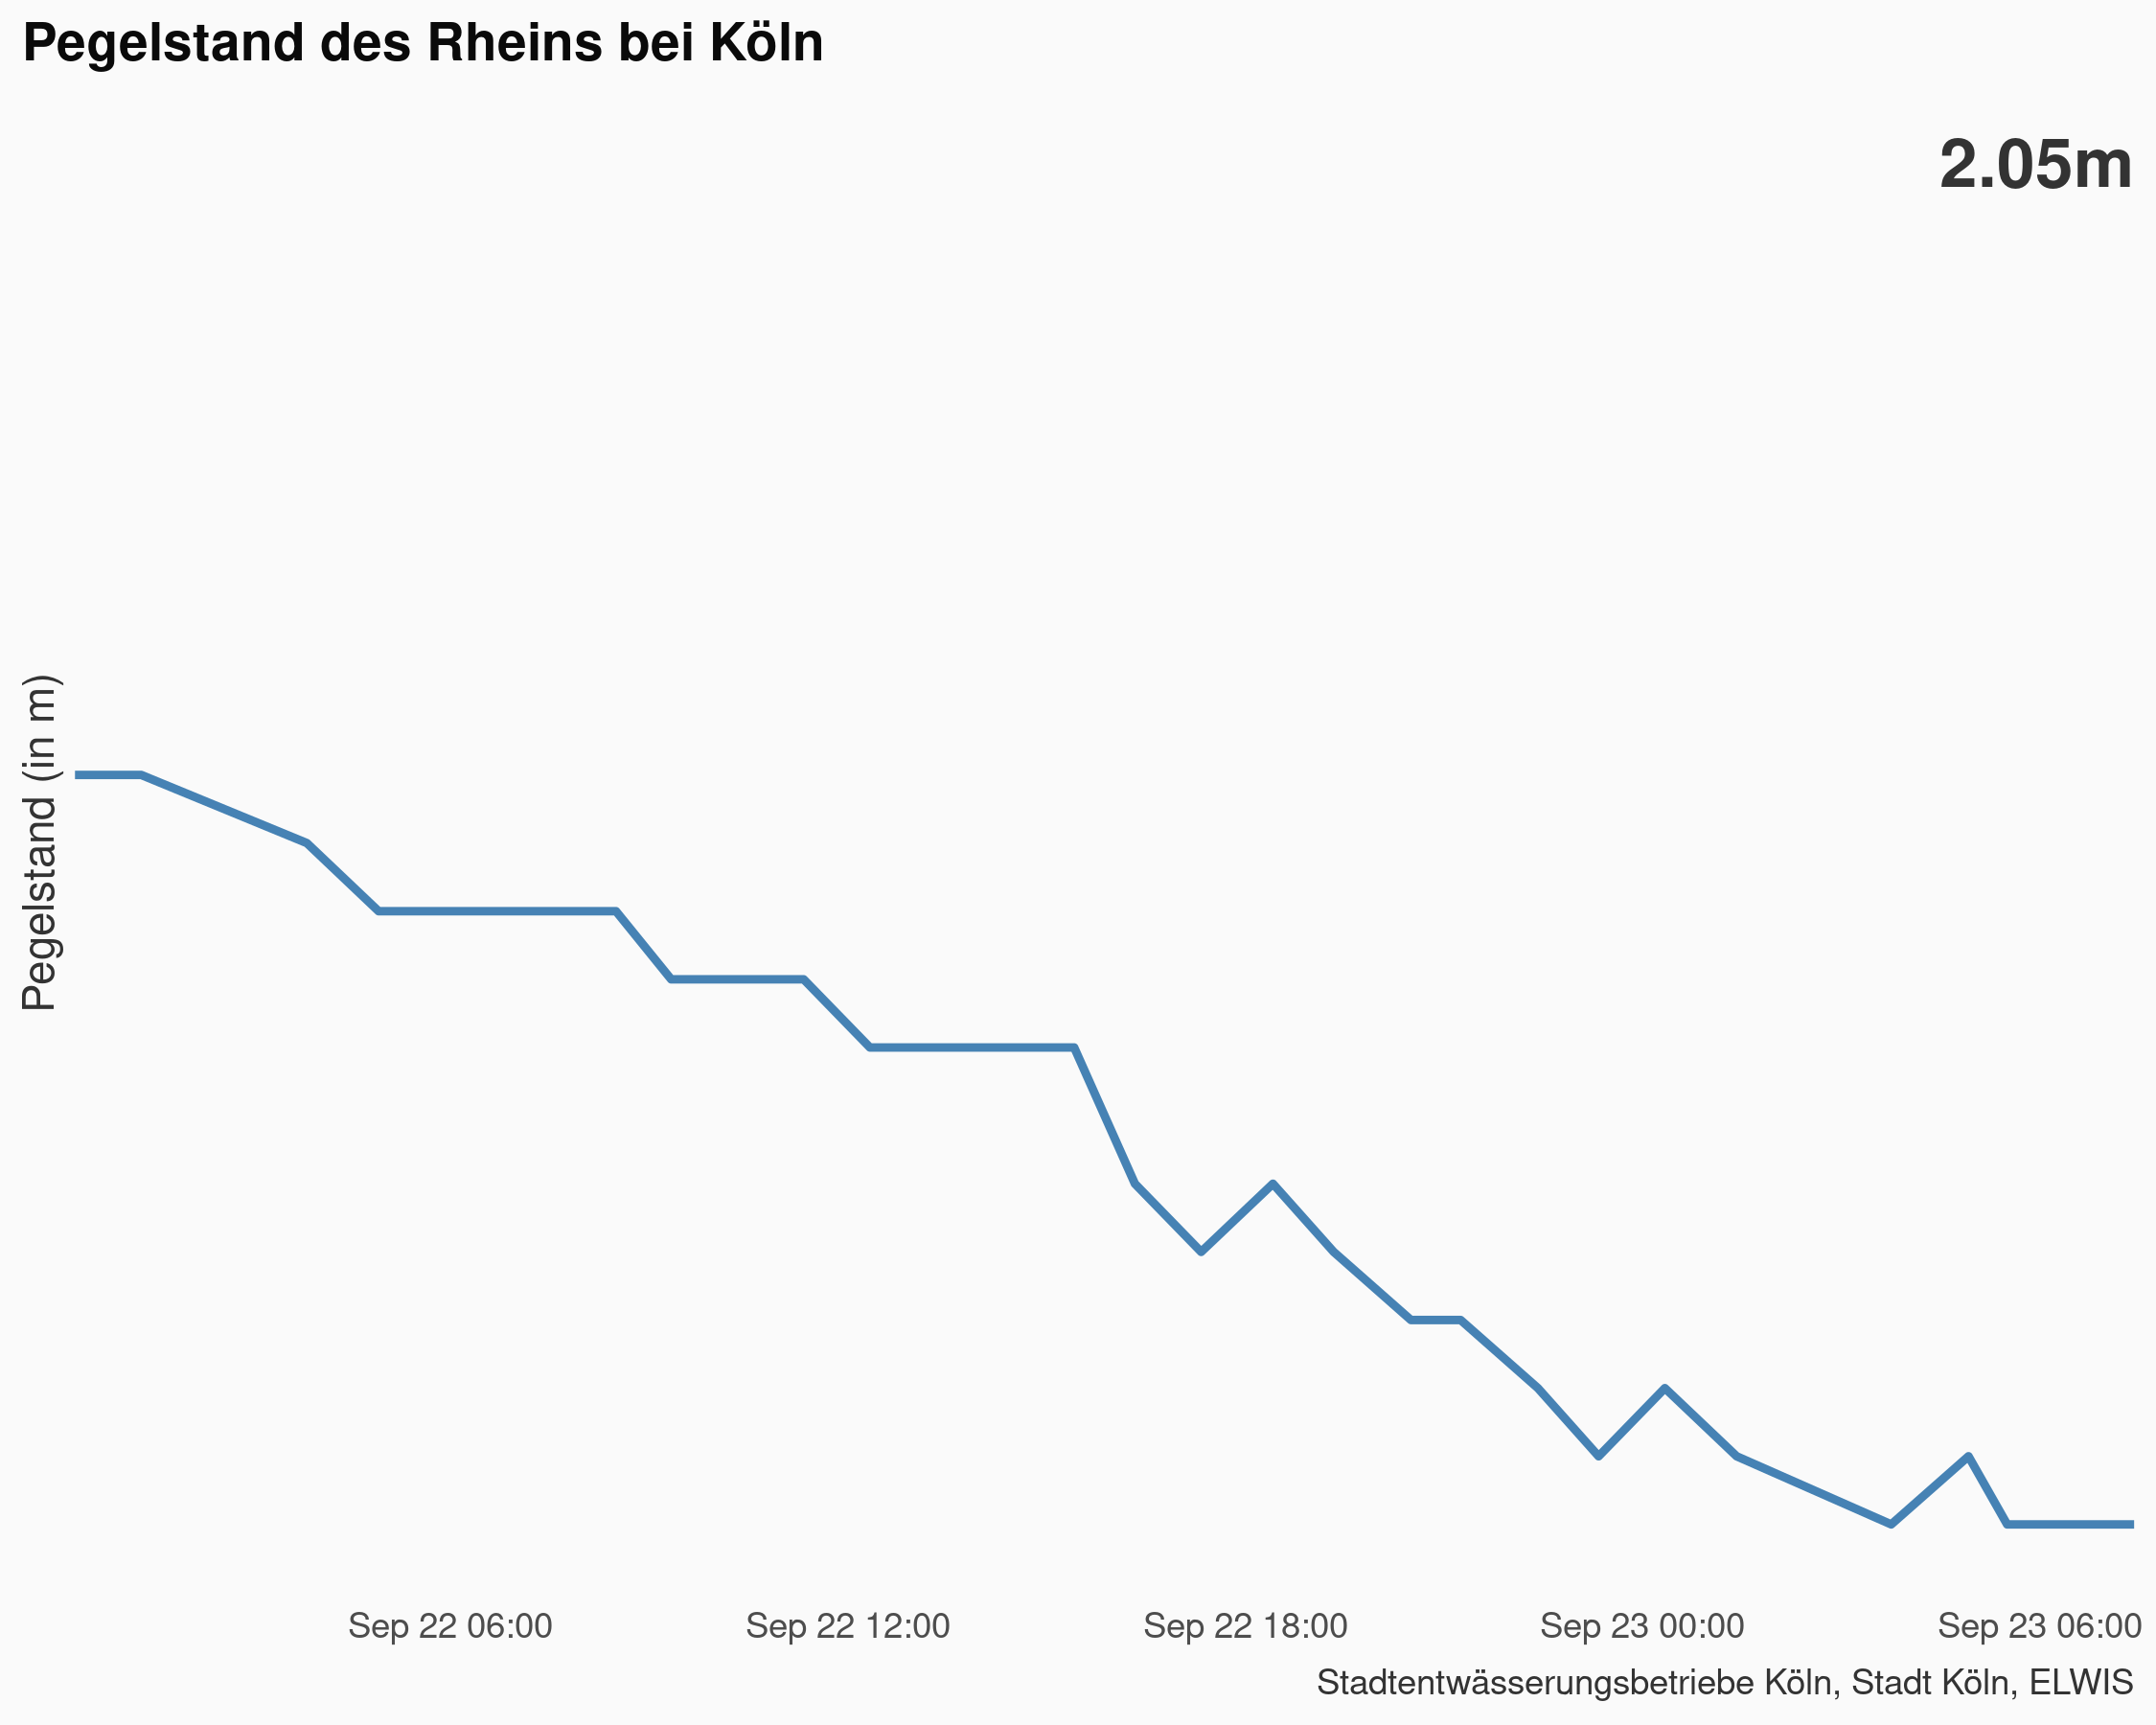 Pegelstand des Rheins bei Köln
2.05m
Pegelstand (in m)
Sep 22 06:00 Sep 22 12:00 Sep 22 18:00 Sep 23 00:00 Sep 23 06:00
Stadtentwässerungsbetriebe Köln, Stadt Köln, ELWIS